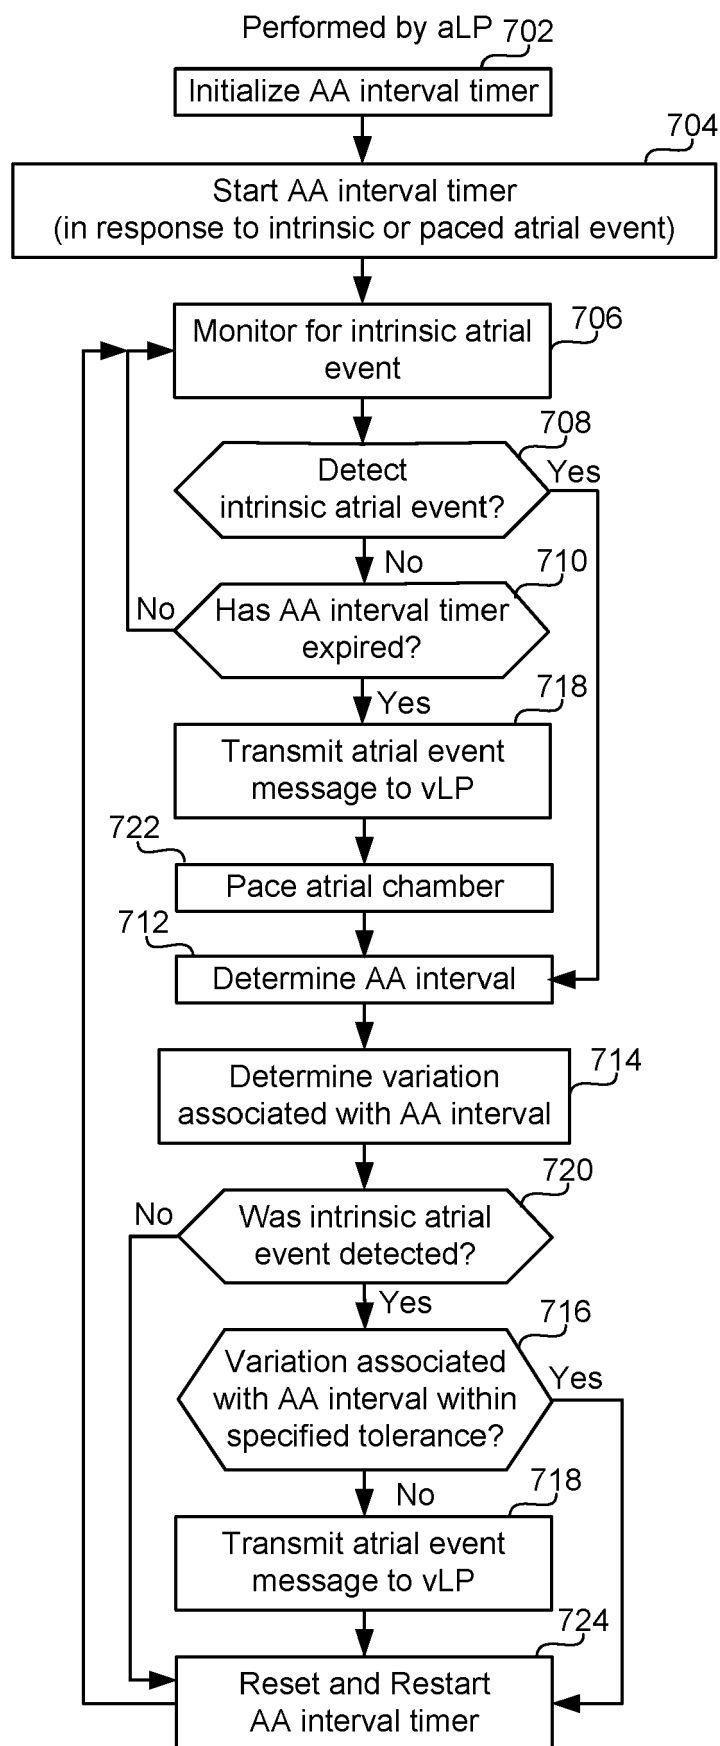 Performed by aLP
702
Initialize AA interval timer
704
Start AA interval timer
(in response to intrinsic or paced atrial event)
706
Monitor for intrinsic atrial
event
708
Detect
intrinsic atrial event?
Yes
No
710
No
Has AA interval timer
expired?
Yes
718
Transmit atrial event
message to vLP
722
Pace atrial chamber
712
Determine AA interval
714
Determine variation
associated with AA interval
720
No
Was intrinsic atrial
event detected?
Yes
716
Variation associated
with AA interval within
specified tolerance?
Yes
No
718
Transmit atrial event
message to vLP
724
Reset and Restart
AA interval timer